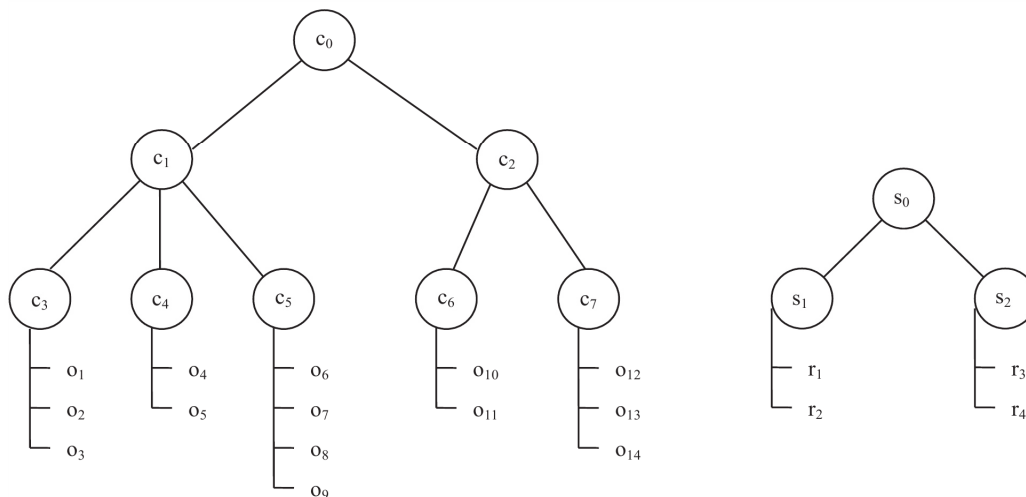 c₀
c₁
c₂
s₀
c₃
c₄
c₅
c₆
c₇
s₁
s₂
o₁
o₄
o₆
o₁₀
o₁₂
r₁
r₃
o₂
o₅
o₇
o₁₁
o₁₃
r₂
r₄
o₃
o₈
o₁₄
o₉